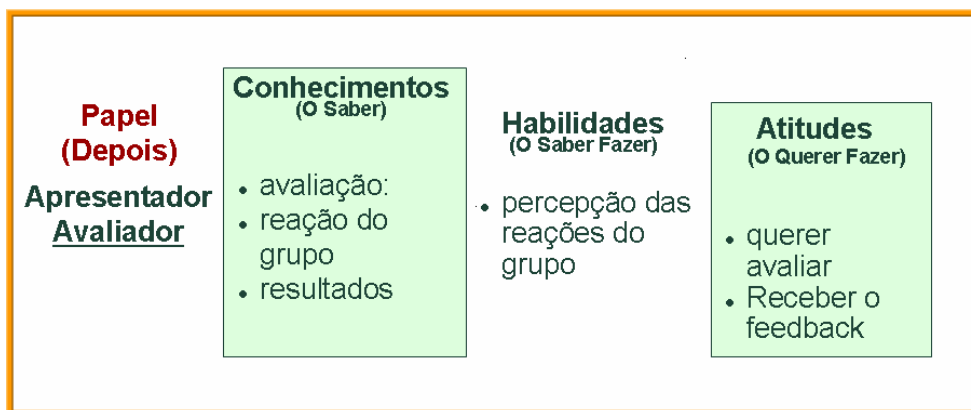 Papel
(Depois)
Apresentador
Avaliador
Conhecimentos
(O Saber)
• avaliação:
• reação do
grupo
• resultados
Habilidades
(O Saber Fazer)
• percepção das
reações do
grupo
Atitudes
(O Querer Fazer)
• querer
avaliar
• Receber o
feedback